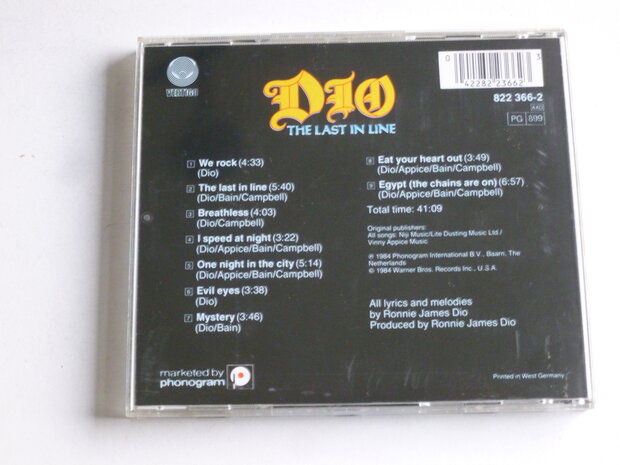 VERTIGO
DIO
THE LAST IN LINE
0 42282 23662 3
822 366-2
AAD
PG 899
1 We rock (4:33)
(Dio)
2 The last in line (5:40)
(Dio/Bain/Campbell)
3 Breathless (4:03)
(Dio/Campbell)
4 I speed at night (3:22)
(Dio/Appice/Bain/Campbell)
5 One night in the city (5:14)
(Dio/Appice/Bain/Campbell)
6 Evil eyes (3:38)
(Dio)
7 Mystery (3:46)
(Dio/Bain)
8 Eat your heart out (3:49)
(Dio/Appice/Bain/Campbell)
9 Egypt (the chains are on) (6:57)
(Dio/Appice/Bain/Campbell)
Total time: 41:09
Original publishers:
All songs: Niji Music/Lite Dusting Music Ltd /
Vinny Appice Music
℗ 1984 Phonogram International B.V., Baarn, The
Netherlands
© 1984 Warner Bros. Records Inc., U.S.A.
All lyrics and melodies
by Ronnie James Dio
Produced by Ronnie James Dio
marketed by
phonogram
Printed in West Germany